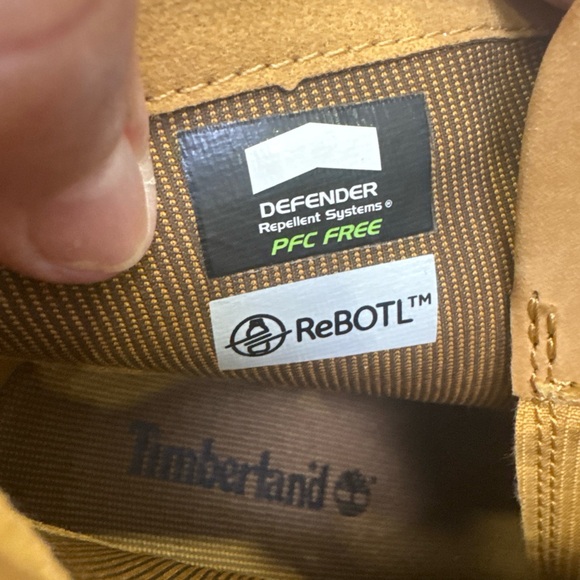 DEFENDER
Repellent Systems®
PFC FREE
ReBOTL™
Timberland